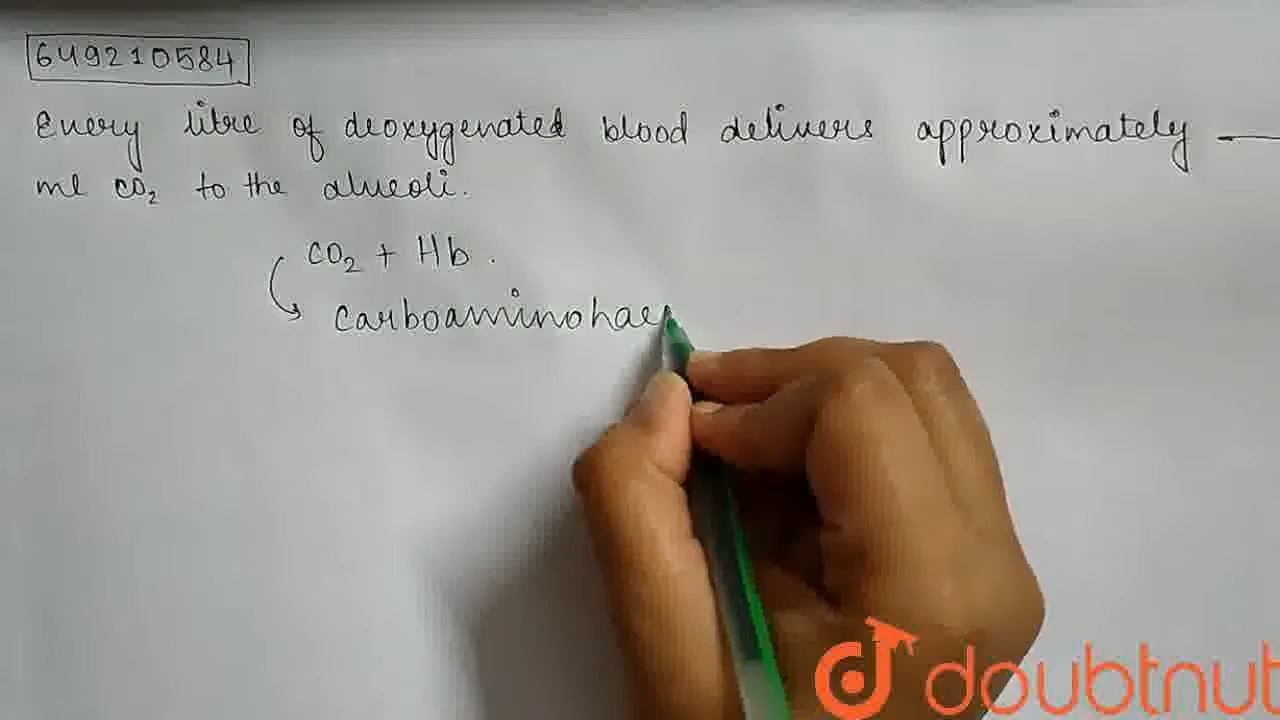 649210584
Every litre of deoxygenated blood delivers approximately —
ml CO₂ to the alveoli.
CO₂ + Hb.
carboaminohae
doubtnut